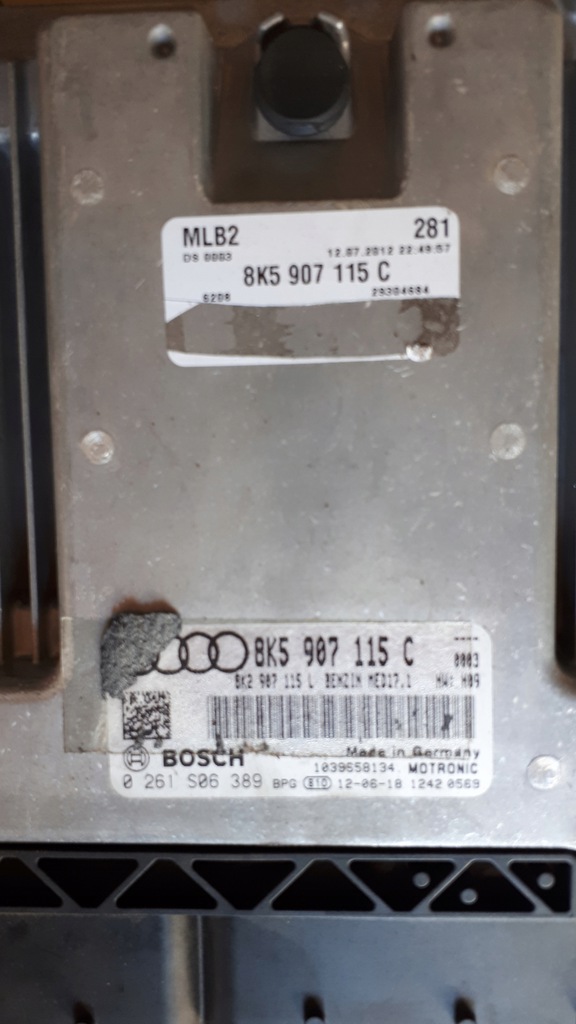 MLB2 281
DS 0003 12.07.2012 22:49:57
8K5 907 115 C
6208 29304684
8K5 907 115 C ----
0003
8K2 907 115 L BENZIN MED17.1 HW: H09
BOSCH Made in Germany
1039658134. MOTRONIC
0 261 S06 389 BPG 12-06-18 1242 0569